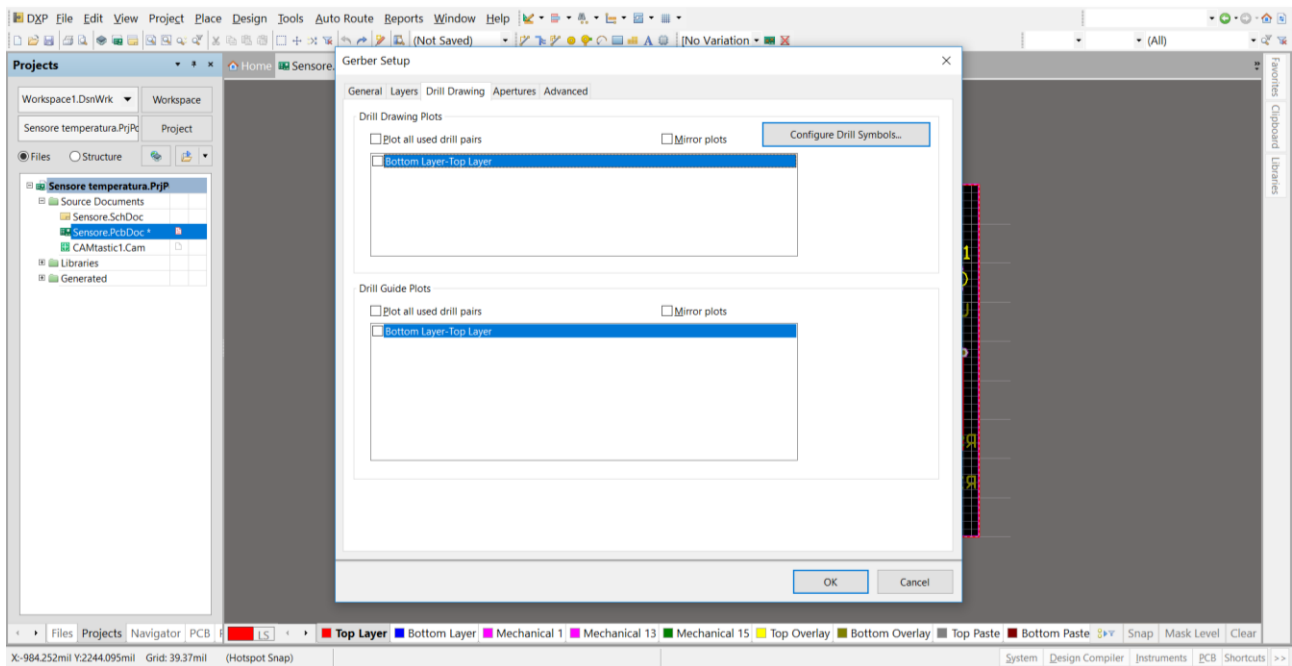 DXP File Edit View Project Place Design Tools Auto Route Reports Window Help
(Not Saved) [No Variation (All)
Projects
Home Sensore.
Workspace1.DsnWrk Workspace
Sensore temperatura.PrjPc Project
Files Structure
Sensore temperatura.PrjP
Source Documents
Sensore.SchDoc
Sensore.PcbDoc *
CAMtastic1.Cam
Libraries
Generated
Gerber Setup
General Layers Drill Drawing Apertures Advanced
Drill Drawing Plots
Plot all used drill pairs Mirror plots Configure Drill Symbols...
Bottom Layer-Top Layer
Drill Guide Plots
Plot all used drill pairs Mirror plots
Bottom Layer-Top Layer
OK Cancel
Favorites
Clipboard
Libraries
Files Projects Navigator PCB LS Top Layer Bottom Layer Mechanical 1 Mechanical 13 Mechanical 15 Top Overlay Bottom Overlay Top Paste Bottom Paste Snap Mask Level Clear
X:-984.252mil Y:2244.095mil Grid: 39.37mil (Hotspot Snap) System Design Compiler Instruments PCB Shortcuts >>